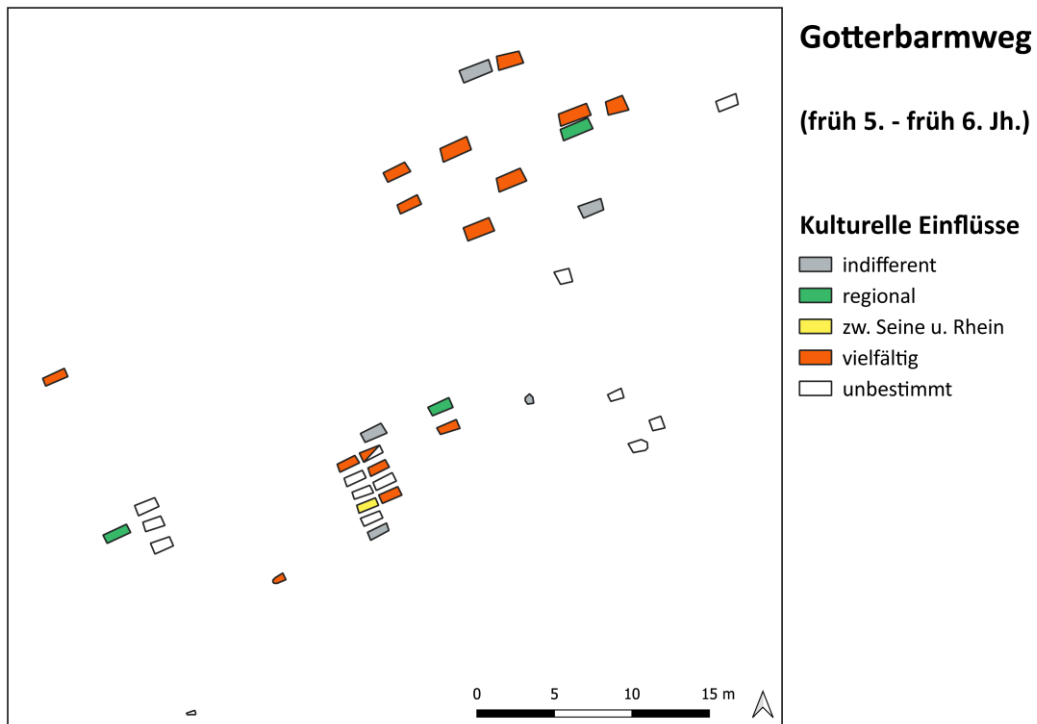 Gotterbarmweg
(früh 5. - früh 6. Jh.)
Kulturelle Einflüsse
indifferent
regional
zw. Seine u. Rhein
vielfältig
unbestimmt
0 5 10 15 m